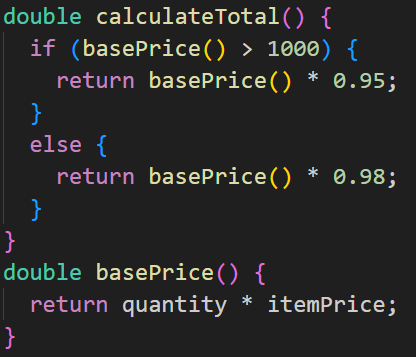 double calculateTotal() {
  if (basePrice() > 1000) {
    return basePrice() * 0.95;
  }
  else {
    return basePrice() * 0.98;
  }
}
double basePrice() {
  return quantity * itemPrice;
}